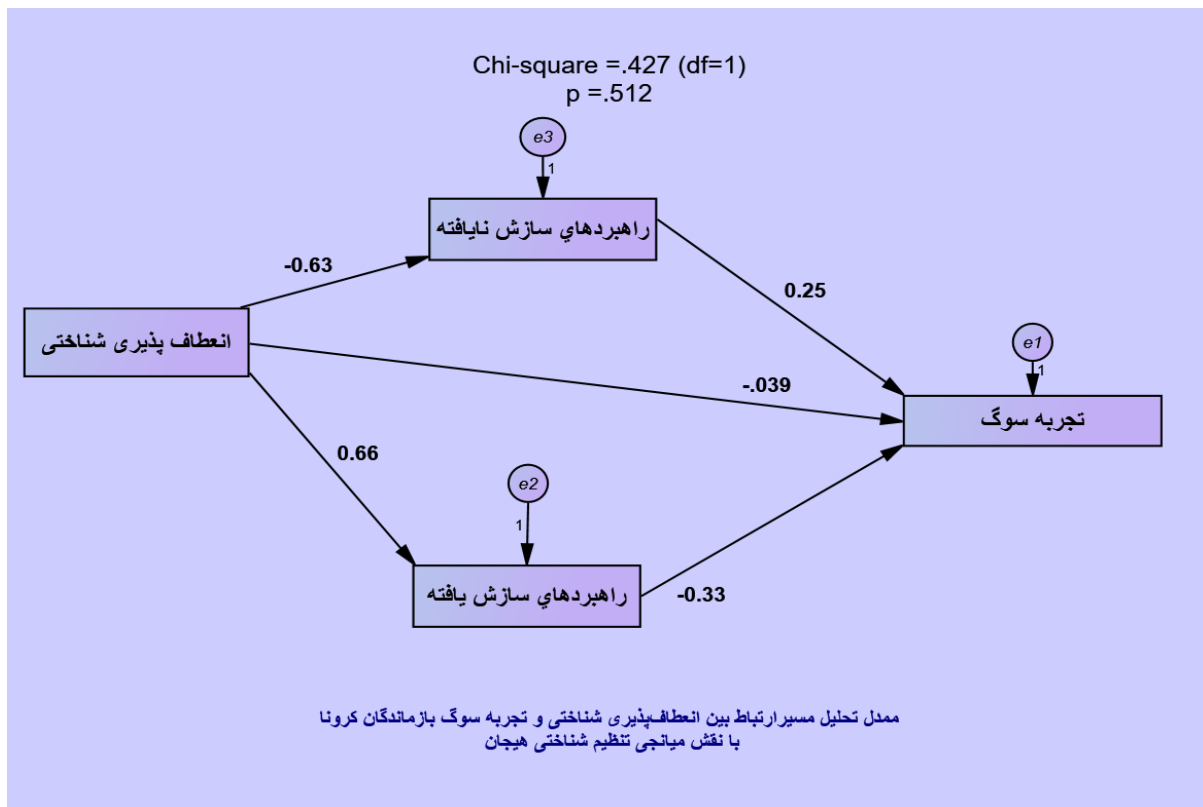 Chi-square =.427 (df=1)
p =.512
e3
1
راهبردهاي سازش نايافته
-0.63
0.25
انعطاف پذیری شناختی
e1
1
-.039
تجربه سوگ
0.66
e2
1
راهبردهاي سازش يافته
-0.33
ممدل تحلیل مسیرارتباط بین انعطاف‌پذیری شناختی و تجربه سوگ بازماندگان کرونا
با نقش میانجی تنظیم شناختی هیجان